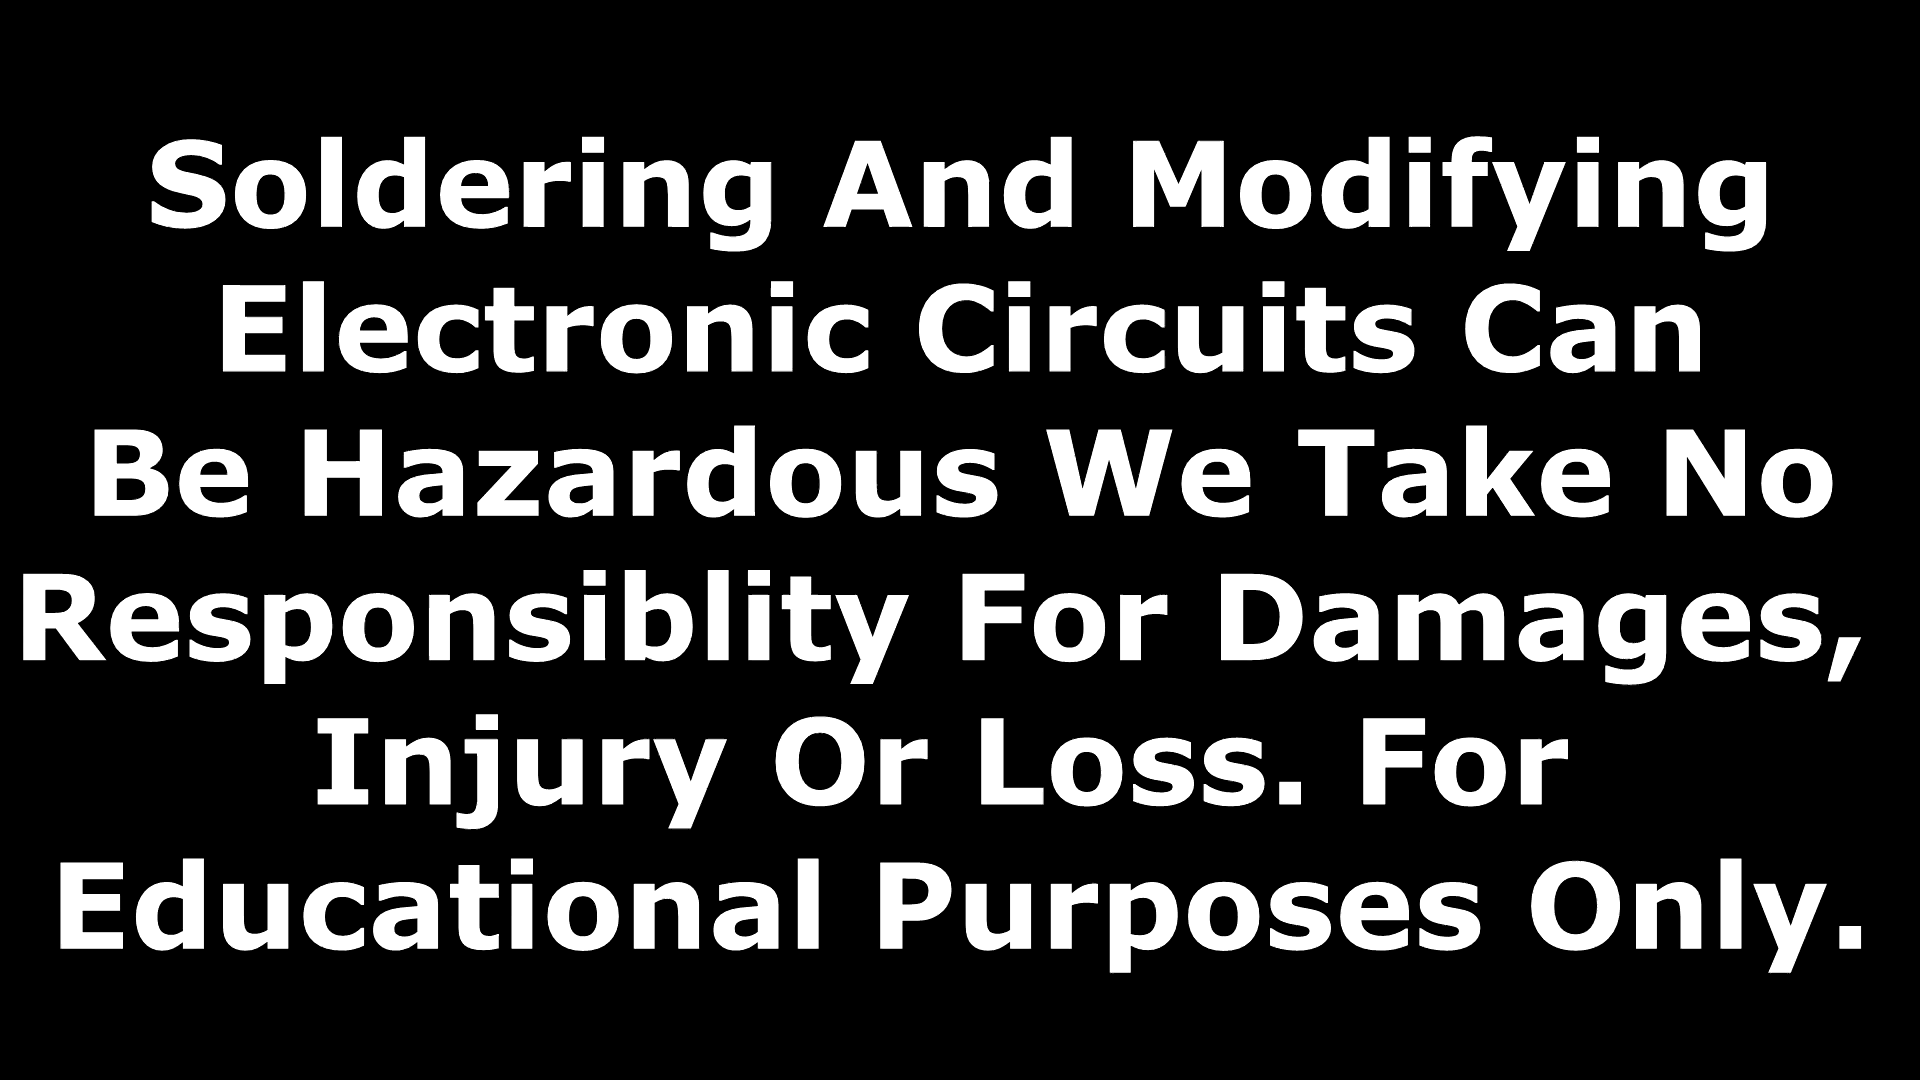 Soldering And Modifying
Electronic Circuits Can
Be Hazardous We Take No
Responsiblity For Damages,
Injury Or Loss. For
Educational Purposes Only.